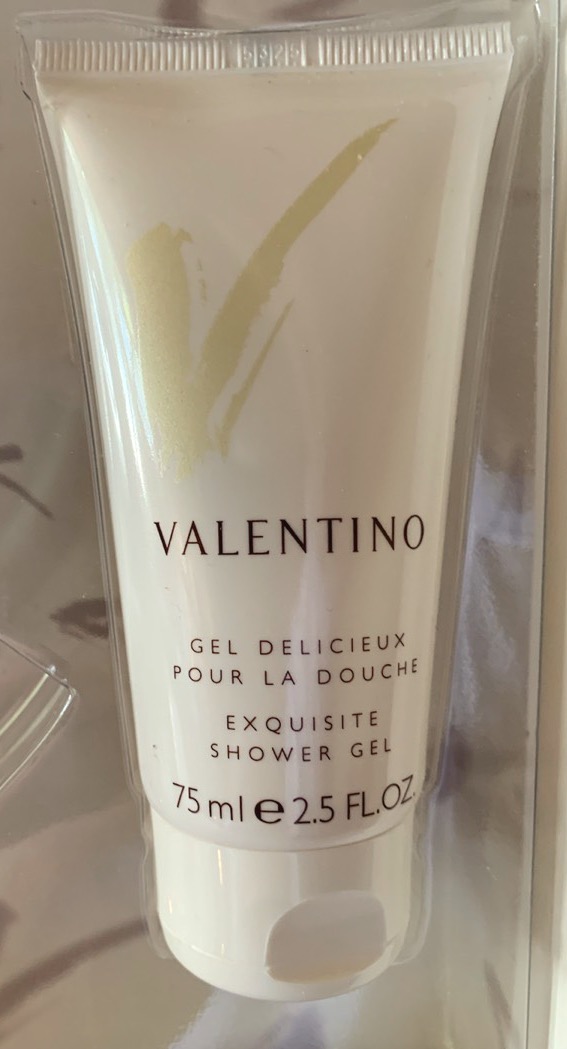 VALENTINO
GEL DELICIEUX
POUR LA DOUCHE
EXQUISITE
SHOWER GEL
75 ml e 2.5 FL.OZ.